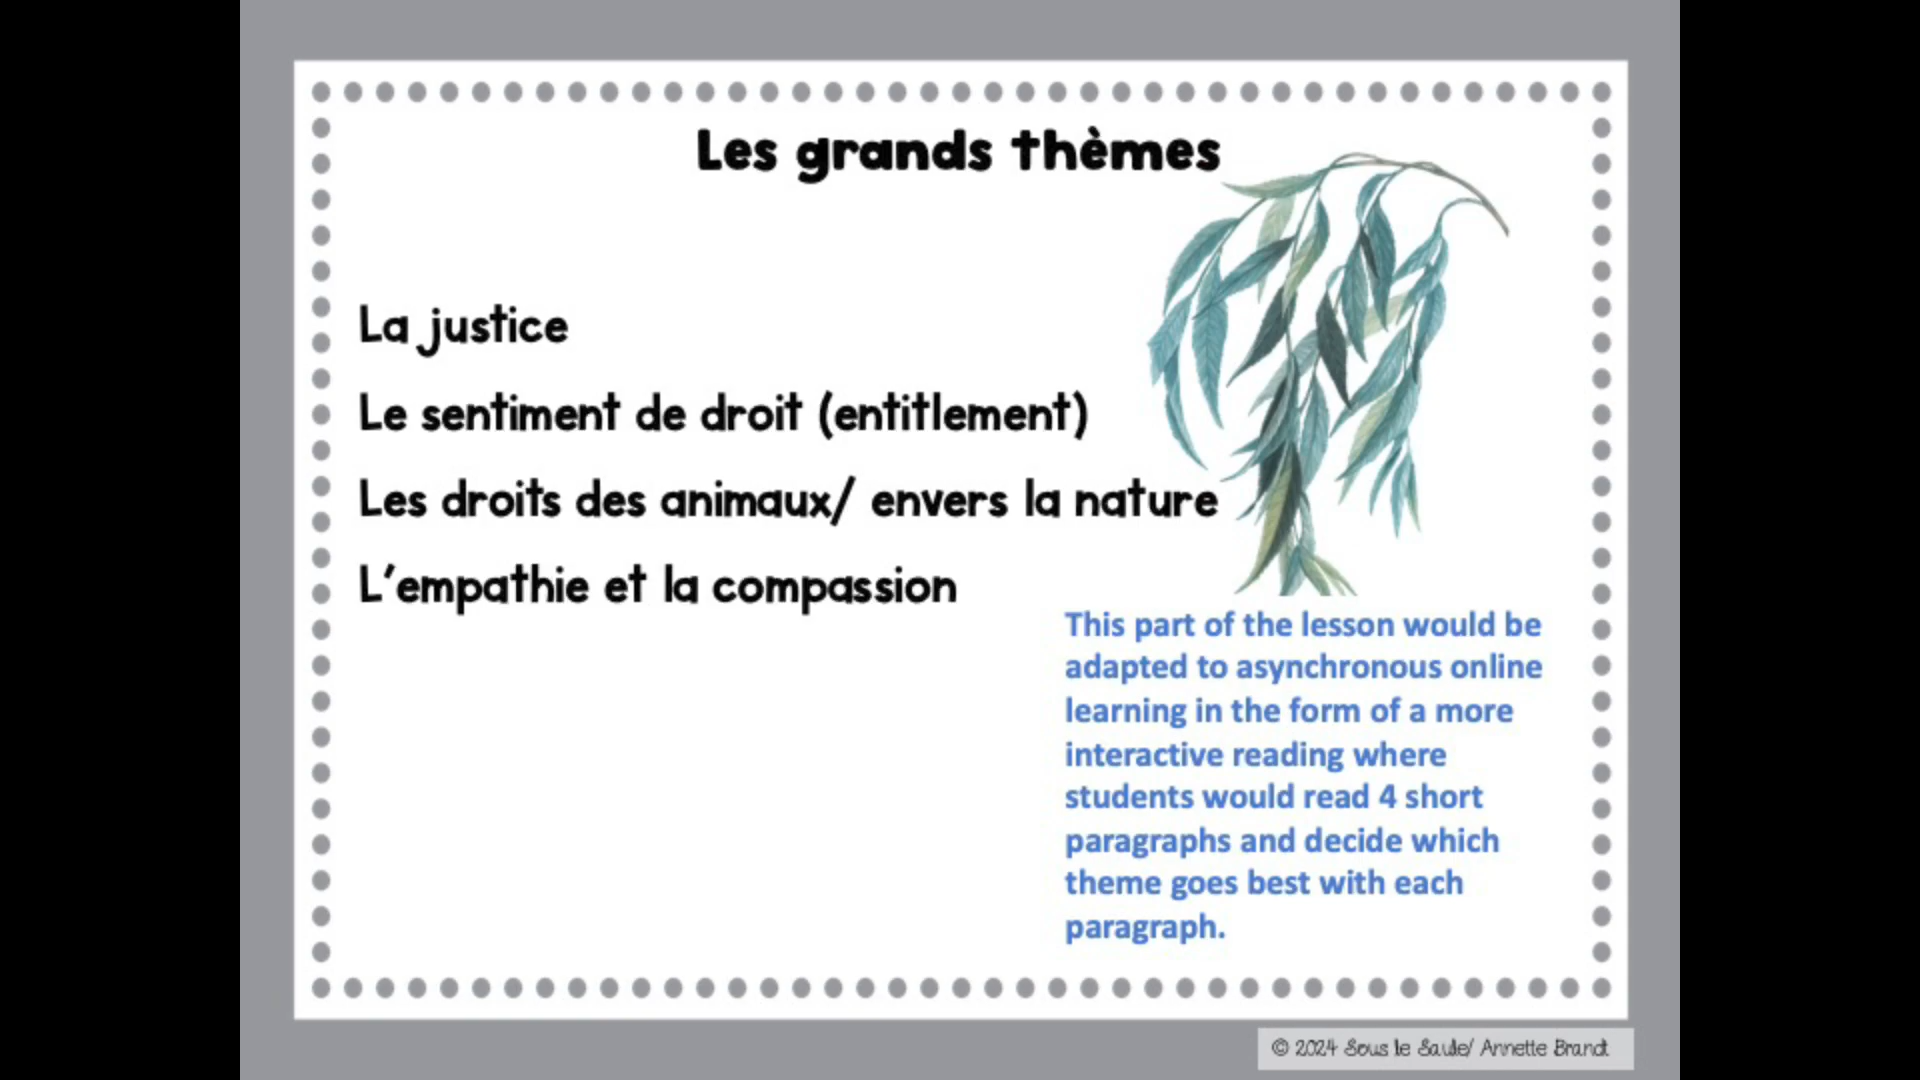 Les grands thèmes
La justice
Le sentiment de droit (entitlement)
Les droits des animaux/ envers la nature
L'empathie et la compassion
This part of the lesson would be
adapted to asynchronous online
learning in the form of a more
interactive reading where
students would read 4 short
paragraphs and decide which
theme goes best with each
paragraph.
© 2024 Sous le Saule/ Annette Brandt